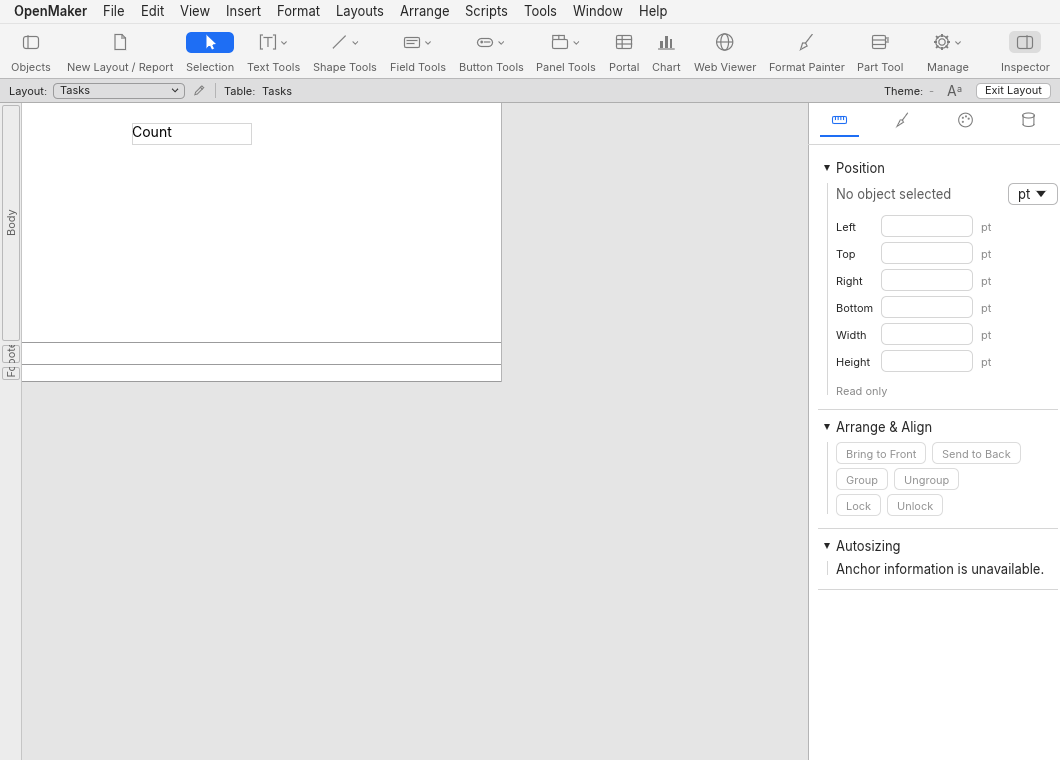 OpenMaker File Edit View Insert Format Layouts Arrange Scripts Tools Window Help
Objects New Layout / Report Selection Text Tools Shape Tools Field Tools Button Tools Panel Tools Portal Chart Web Viewer Format Painter Part Tool Manage Inspector
Layout: Tasks Table: Tasks Theme: - Aa Exit Layout
Count
Body
Position
No object selected pt
Left pt
Top pt
Right pt
Bottom pt
Width pt
Height pt
Read only
Arrange & Align
Bring to Front Send to Back
Group Ungroup
Lock Unlock
Autosizing
Anchor information is unavailable.